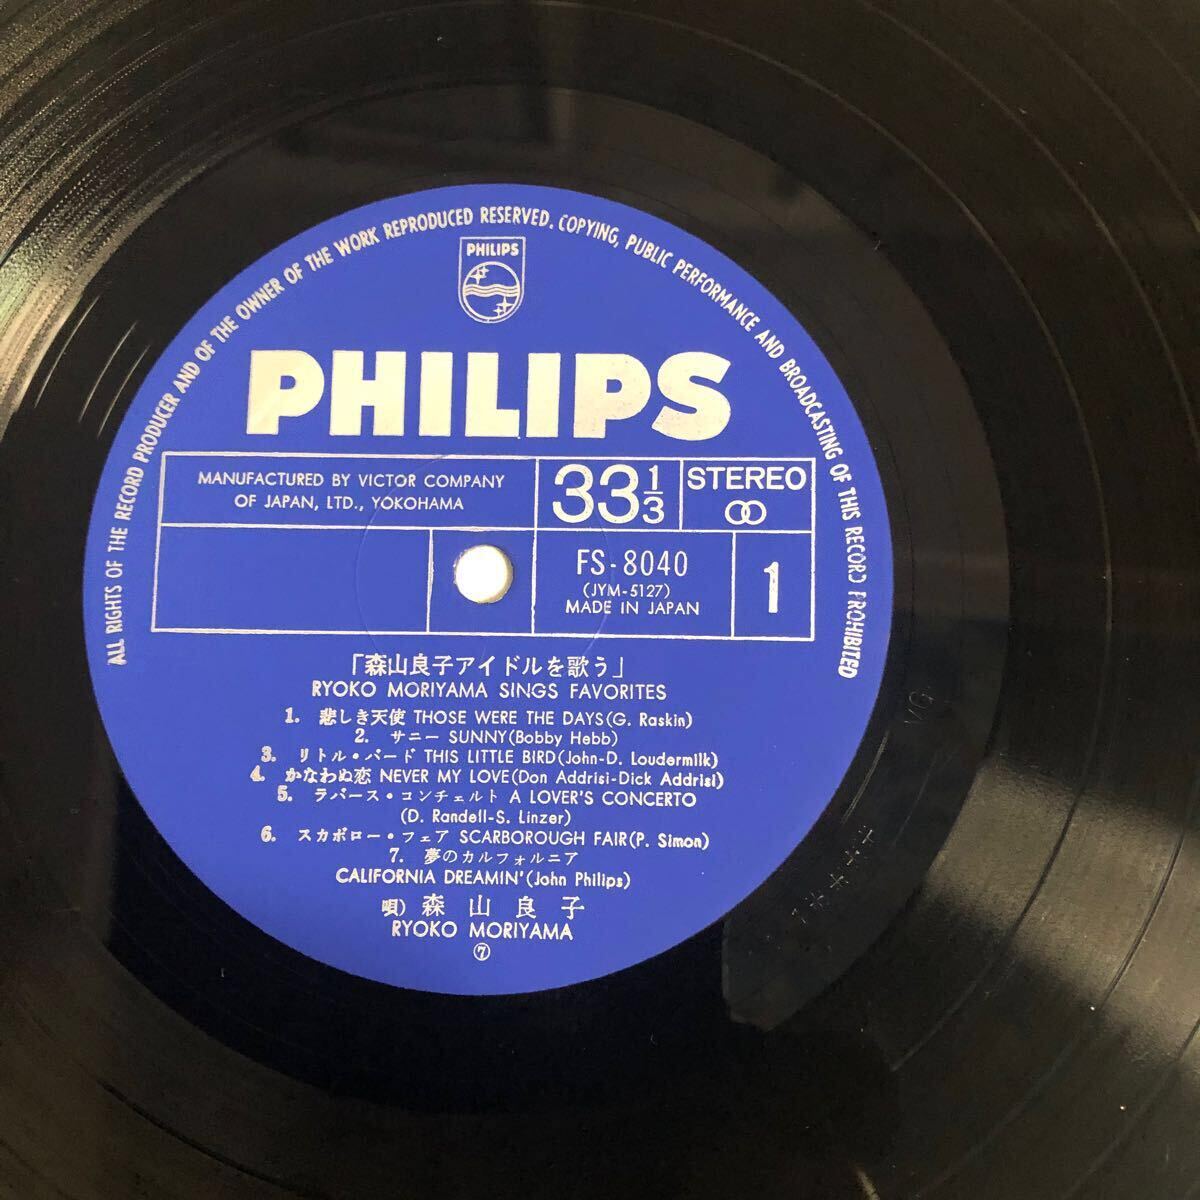 ALL RIGHTS OF THE RECORD PRODUCER AND OF THE OWNER OF THE WORK REPRODUCED RESERVED. COPYING, PUBLIC PERFORMANCE AND BROADCASTING OF THIS RECORD PROHIBITED
PHILIPS
PHILIPS
MANUFACTURED BY VICTOR COMPANY
OF JAPAN, LTD., YOKOHAMA
33 1/3
STEREO
FS-8040
(JYM-5127)
MADE IN JAPAN
1
「森山良子アイドルを歌う」
RYOKO MORIYAMA SINGS FAVORITES
1. 悲しき天使 THOSE WERE THE DAYS(G. Raskin)
2. サニー SUNNY(Bobby Hebb)
3. リトル・バード THIS LITTLE BIRD(John-D. Loudermilk)
4. かなわぬ恋 NEVER MY LOVE(Don Addrisi-Dick Addrisi)
5. ラバース・コンチェルト A LOVER'S CONCERTO
(D. Randell-S. Linzer)
6. スカボロー・フェア SCARBOROUGH FAIR(P. Simon)
7. 夢のカルフォルニア
CALIFORNIA DREAMIN'(John Philips)
唄) 森山良子
RYOKO MORIYAMA
⑦